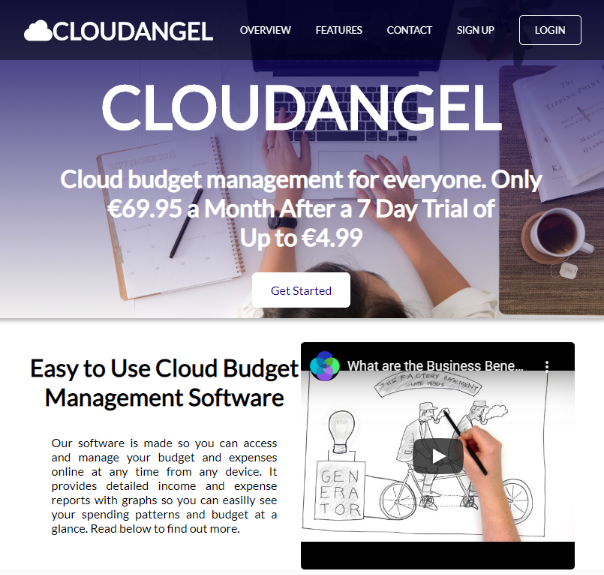 CLOUDANGEL
OVERVIEW
FEATURES
CONTACT
SIGN UP
LOGIN
CLOUDANGEL
Cloud budget management for everyone. Only
€69.95 a Month After a 7 Day Trial of
Up to €4.99
Get Started
Easy to Use Cloud Budget
Management Software
Our software is made so you can access
and manage your budget and expenses
online at any time from any device. It
provides detailed income and expense
reports with graphs so you can easilly see
your spending patterns and budget at a
glance. Read below to find out more.
What are the Business Bene...
THE FACTORY BASEMENT
GEN
ERA
TOR